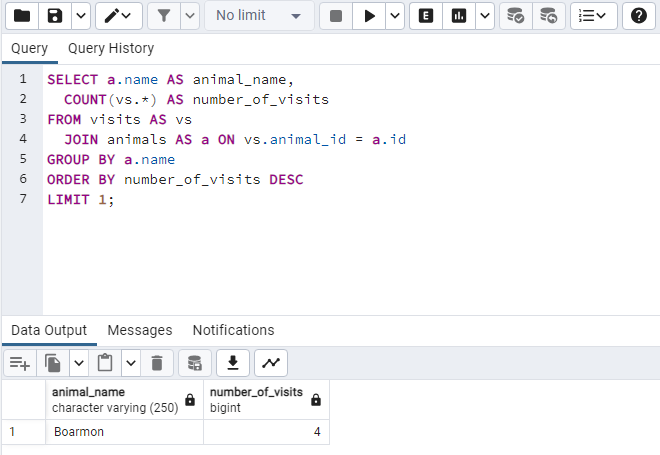 No limit
E
Query Query History
1 SELECT a.name AS animal_name,
2 COUNT(vs.*) AS number_of_visits
3 FROM visits AS vs
4 JOIN animals AS a ON vs.animal_id = a.id
5 GROUP BY a.name
6 ORDER BY number_of_visits DESC
7 LIMIT 1;
Data Output Messages Notifications
animal_name number_of_visits
character varying (250) bigint
1 Boarmon 4